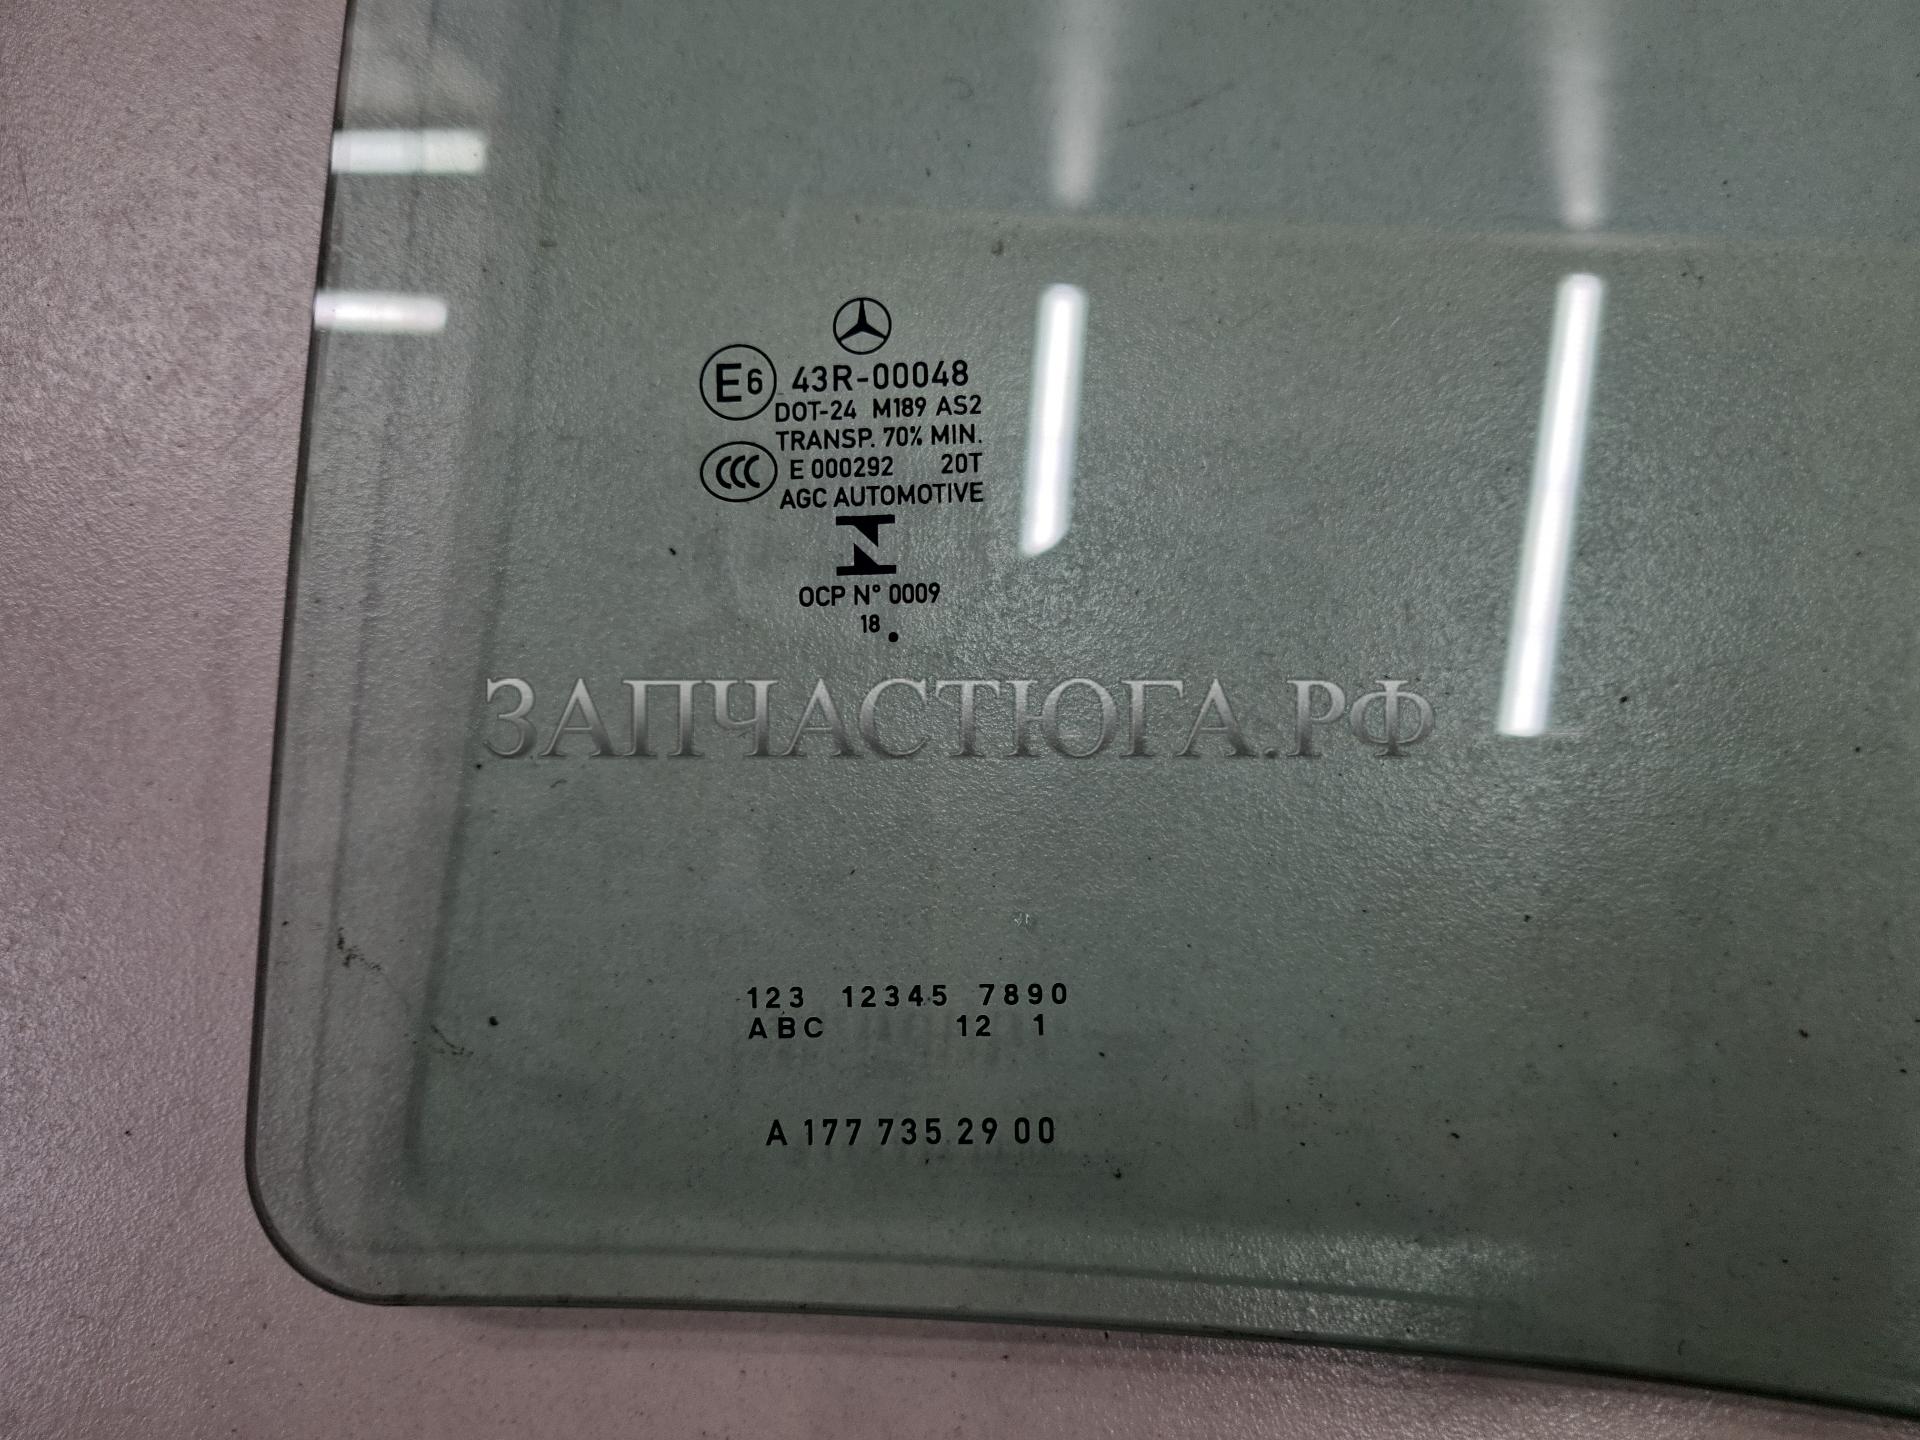 E6 43R-00048
DOT-24 M189 AS2
TRANSP. 70% MIN.
CCC E 000292 20T
AGC AUTOMOTIVE
OCP N° 0009
18 .
ЗАПЧАСТЮГА.РФ
123 12345 7890
ABC 12 1
A 177 735 29 00